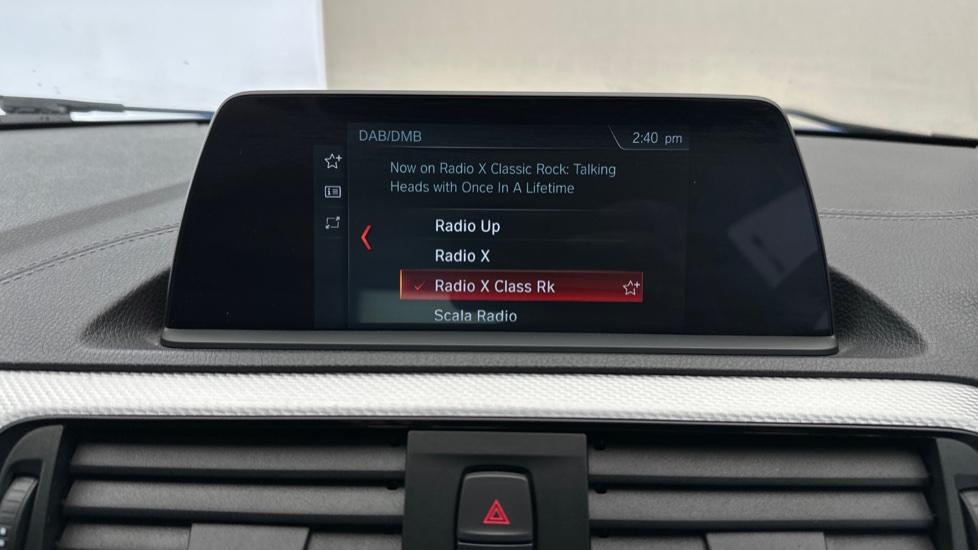 DAB/DMB
2:40 pm
Now on Radio X Classic Rock: Talking
Heads with Once In A Lifetime
Radio Up
Radio X
Radio X Class Rk
Scala Radio